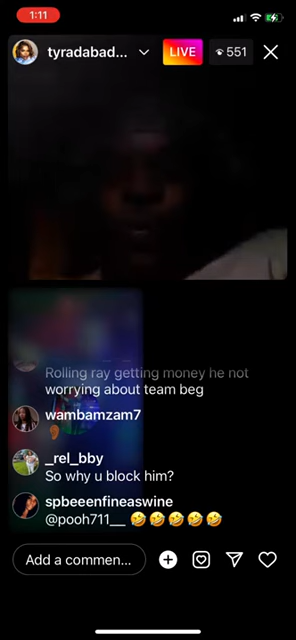 1:11
tyradabad...
LIVE
551
Rolling ray getting money he not
worrying about team beg
wambamzam7
_rel_bby
So why u block him?
spbeeenfineaswine
@pooh711__ 🤣🤣🤣🤣🤣
Add a commen...